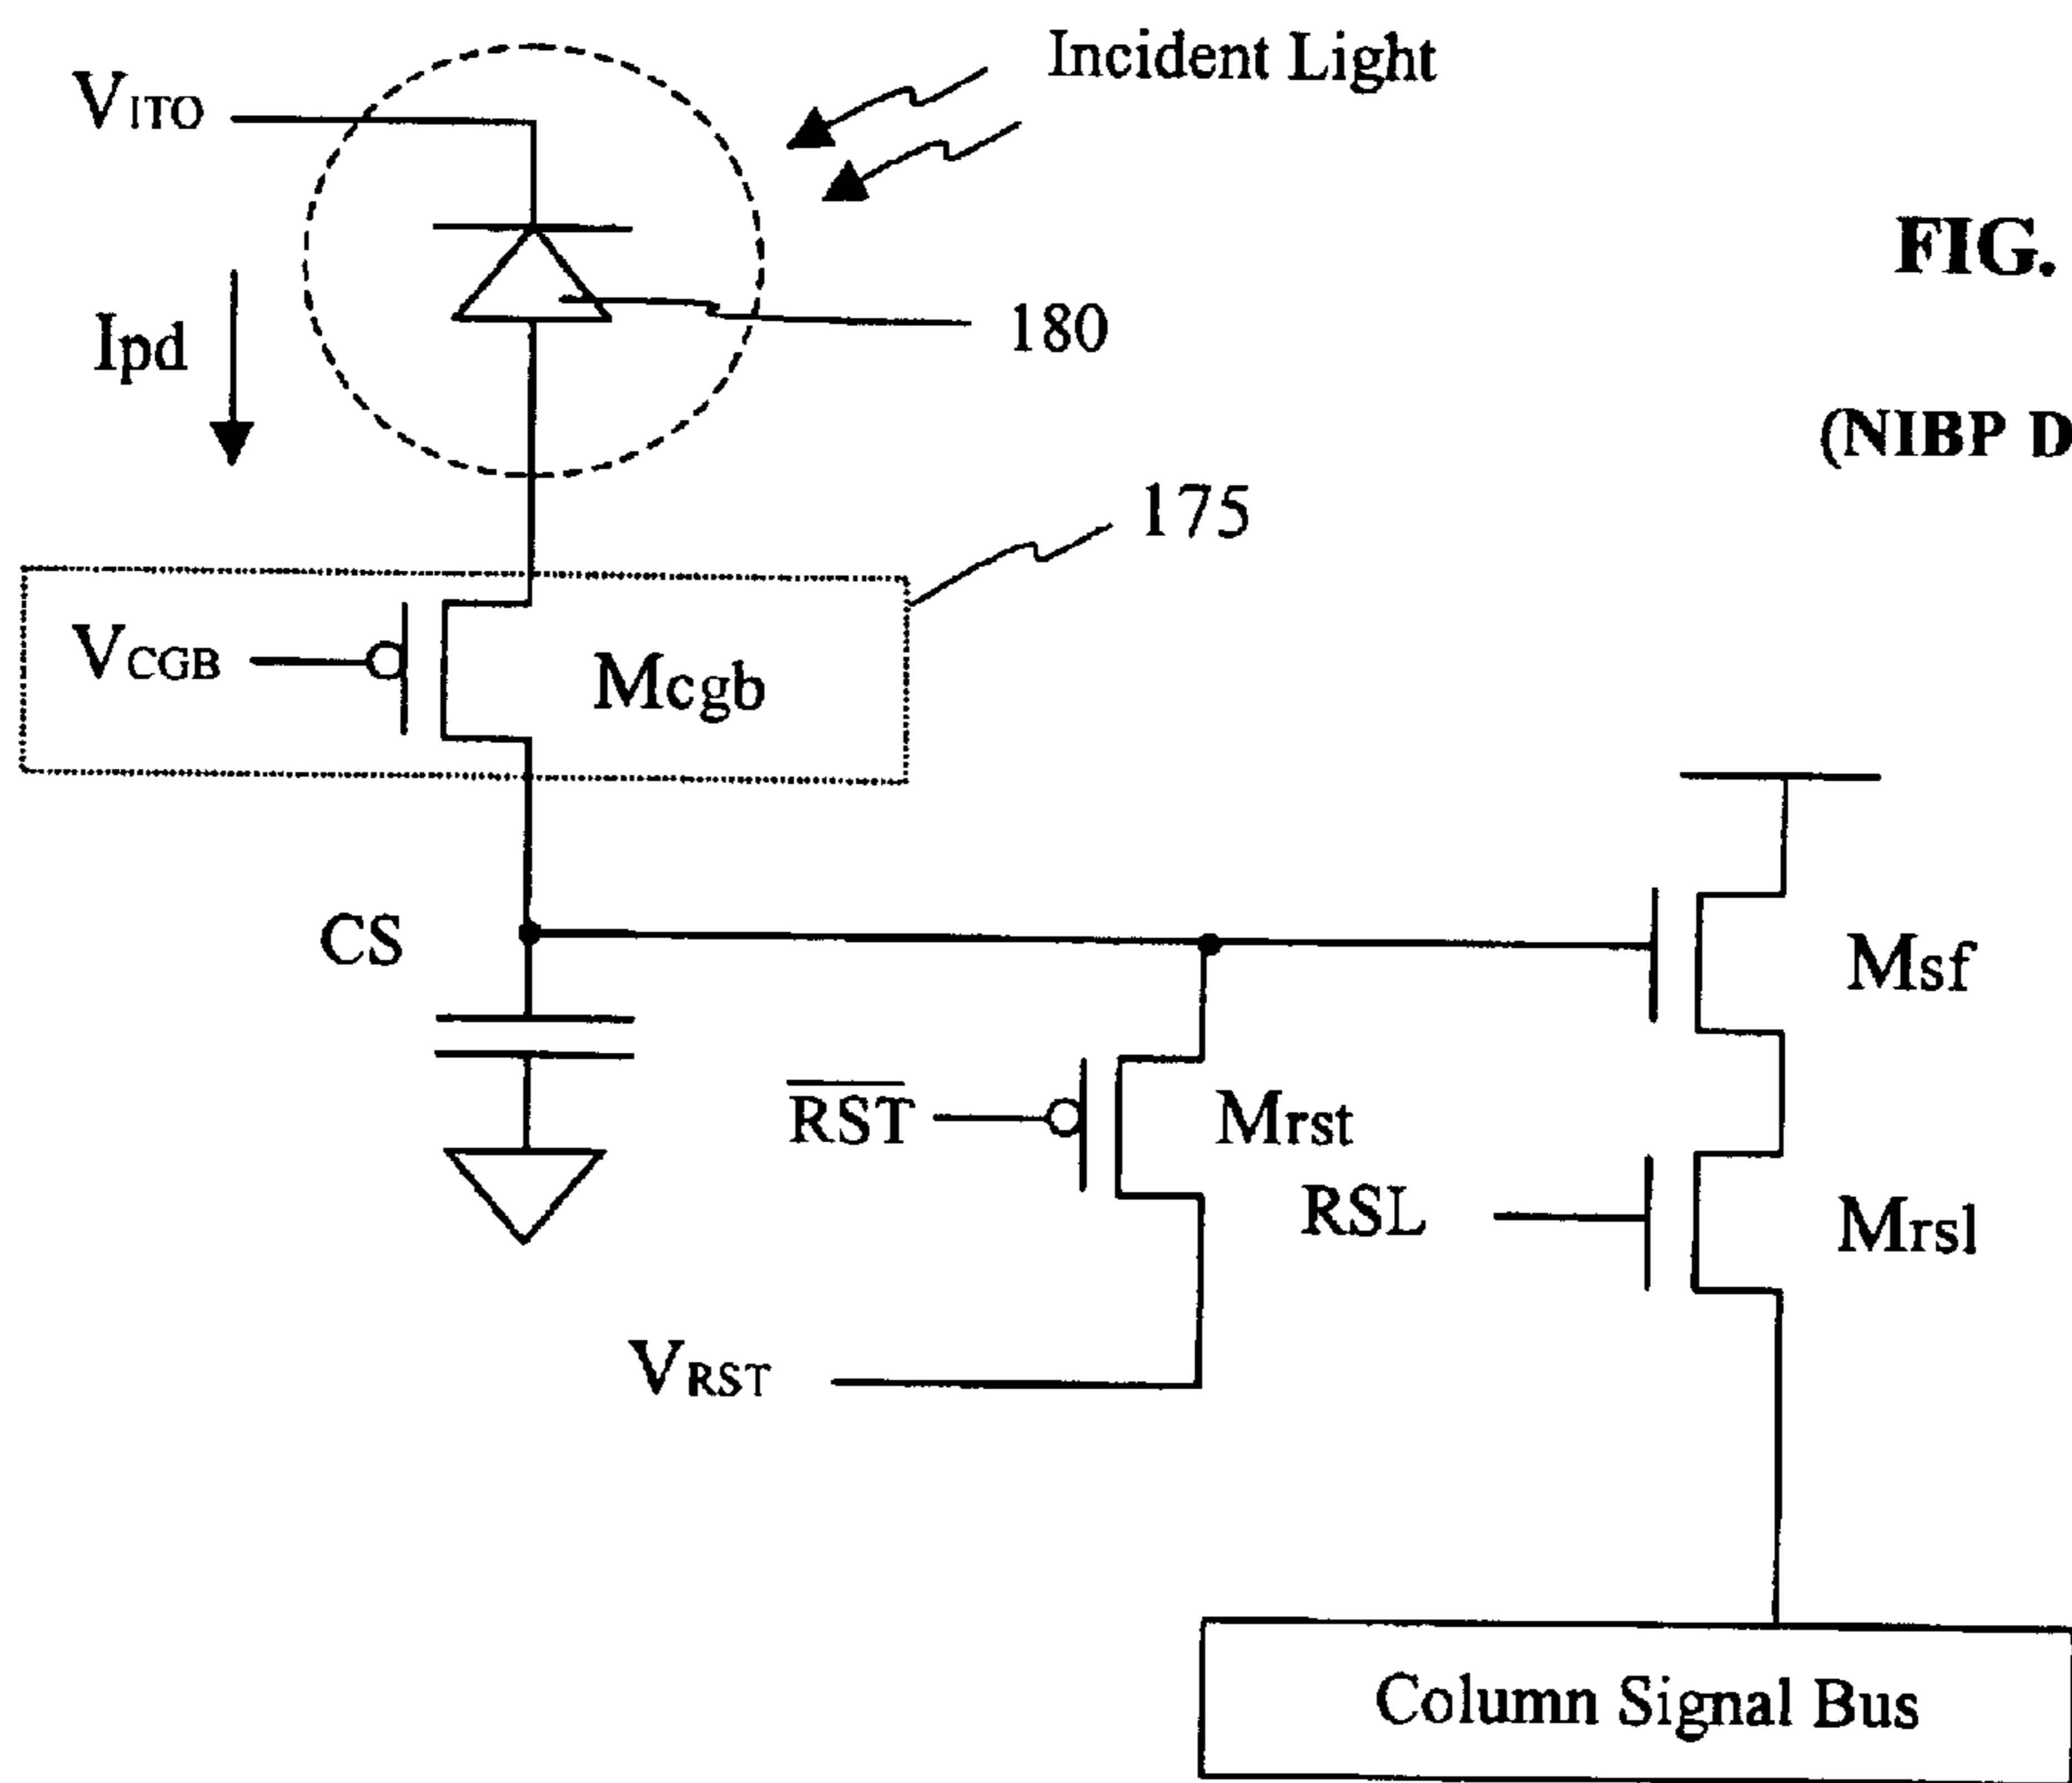 Incident Light
VITO
FIG.
180
Ipd
(NIBP D
175
VCGB
Mcgb
CS
Msf
R̅S̅T̅
Mrst
RSL
Mrsl
VRST
Column Signal Bus